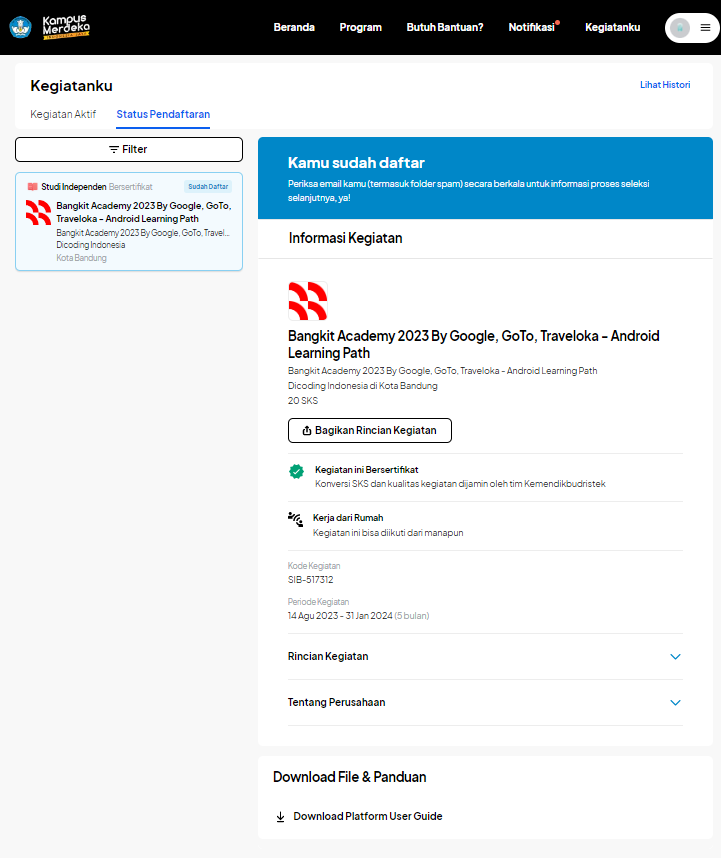 Kampus
Merdeka
INDONESIA JAYA
Beranda
Program
Butuh Bantuan?
Notifikasi
Kegiatanku
Kegiatanku
Lihat Histori
Kegiatan Aktif
Status Pendaftaran
Filter
Studi Independen Bersertifikat
Sudah Daftar
Bangkit Academy 2023 By Google, GoTo,
Traveloka - Android Learning Path
Bangkit Academy 2023 By Google, GoTo, Travel...
Dicoding Indonesia
Kota Bandung
Kamu sudah daftar
Periksa email kamu (termasuk folder spam) secara berkala untuk informasi proses seleksi
selanjutnya, ya!
Informasi Kegiatan
Bangkit Academy 2023 By Google, GoTo, Traveloka - Android
Learning Path
Bangkit Academy 2023 By Google, GoTo, Traveloka - Android Learning Path
Dicoding Indonesia di Kota Bandung
20 SKS
Bagikan Rincian Kegiatan
Kegiatan ini Bersertifikat
Konversi SKS dan kualitas kegiatan dijamin oleh tim Kemendikbudristek
Kerja dari Rumah
Kegiatan ini bisa diikuti dari manapun
Kode Kegiatan
SIB-517312
Periode Kegiatan
14 Agu 2023 - 31 Jan 2024 (5 bulan)
Rincian Kegiatan
Tentang Perusahaan
Download File & Panduan
Download Platform User Guide